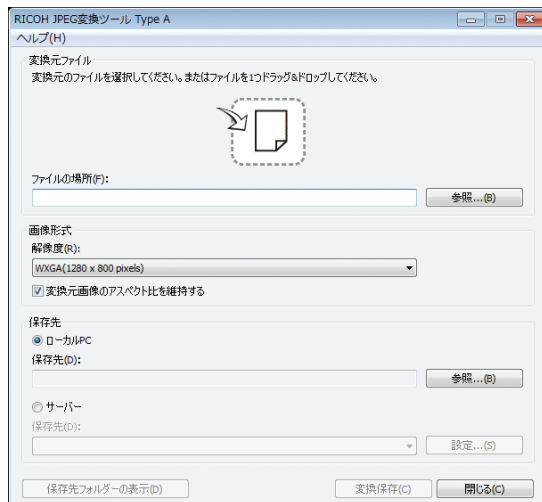 RICOH JPEG変換ツール Type A
ヘルプ(H)
変換元ファイル
変換元のファイルを選択してください。またはファイルを1つドラッグ&ドロップしてください。
ファイルの場所(F):
参照...(B)
画像形式
解像度(R):
WXGA(1280 x 800 pixels)
変換元画像のアスペクト比を維持する
保存先
ローカルPC
保存先(D):
参照...(B)
サーバー
保存先(D):
設定...(S)
保存先フォルダーの表示(D)
変換保存(C)
閉じる(C)